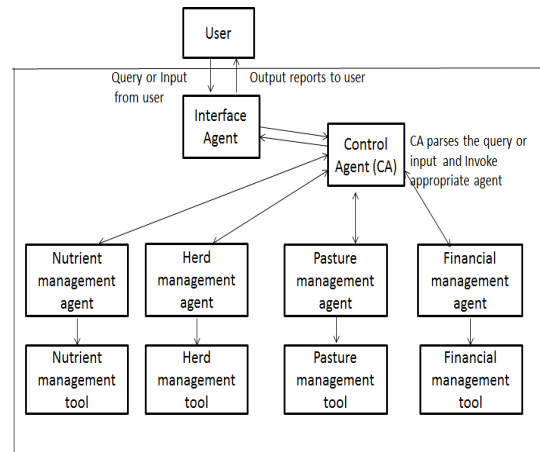 User
Query or Input
from user
Output reports to user
Interface
Agent
Control
Agent (CA)
CA parses the query or
input and Invoke
appropriate agent
Nutrient
management
agent
Herd
management
agent
Pasture
management
agent
Financial
management
agent
Nutrient
management
tool
Herd
management
tool
Pasture
management
tool
Financial
management
tool